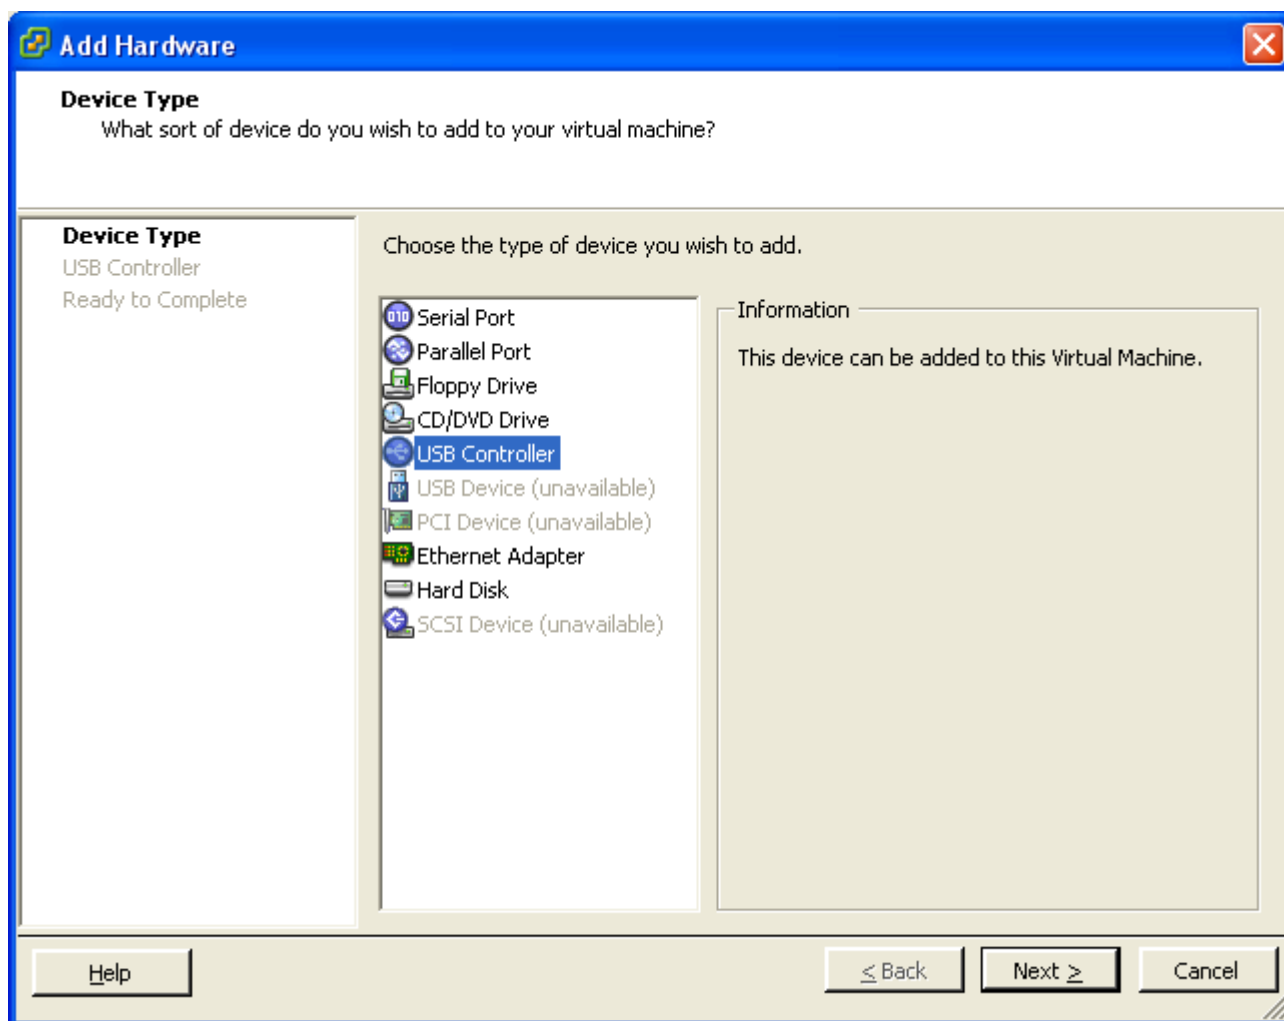 Add Hardware
Device Type
What sort of device do you wish to add to your virtual machine?
Device Type
USB Controller
Ready to Complete
Choose the type of device you wish to add.
Serial Port
Parallel Port
Floppy Drive
CD/DVD Drive
USB Controller
USB Device (unavailable)
PCI Device (unavailable)
Ethernet Adapter
Hard Disk
SCSI Device (unavailable)
Information
This device can be added to this Virtual Machine.
Help
< Back
Next >
Cancel